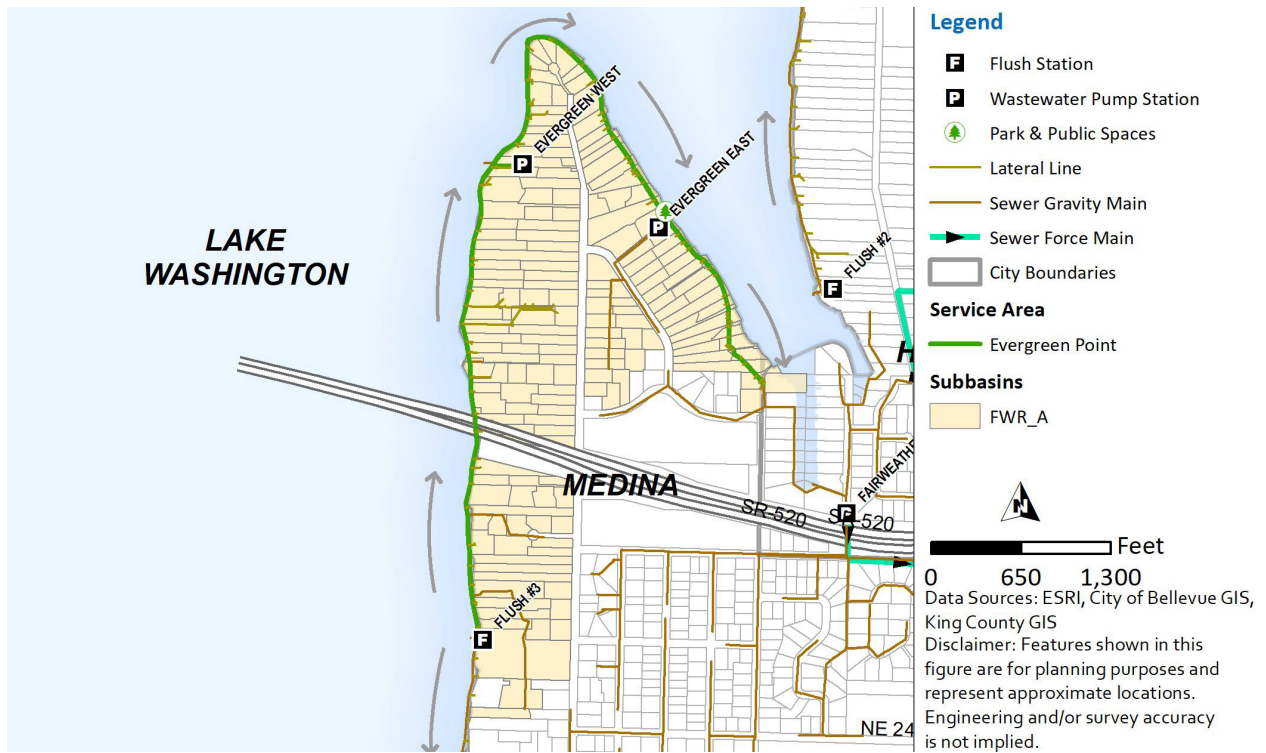 EVERGREEN WEST
EVERGREEN EAST
LAKE
WASHINGTON
FLUSH #2
H
MEDINA
FAIRWEATHE
SR-520
SR-520
FLUSH #3
NE 24
P
P
F
P
F
Legend
F Flush Station
P Wastewater Pump Station
Park & Public Spaces
Lateral Line
Sewer Gravity Main
Sewer Force Main
City Boundaries
Service Area
Evergreen Point
Subbasins
FWR_A
N
Feet
0 650 1,300
Data Sources: ESRI, City of Bellevue GIS,
King County GIS
Disclaimer: Features shown in this
figure are for planning purposes and
represent approximate locations.
Engineering and/or survey accuracy
is not implied.